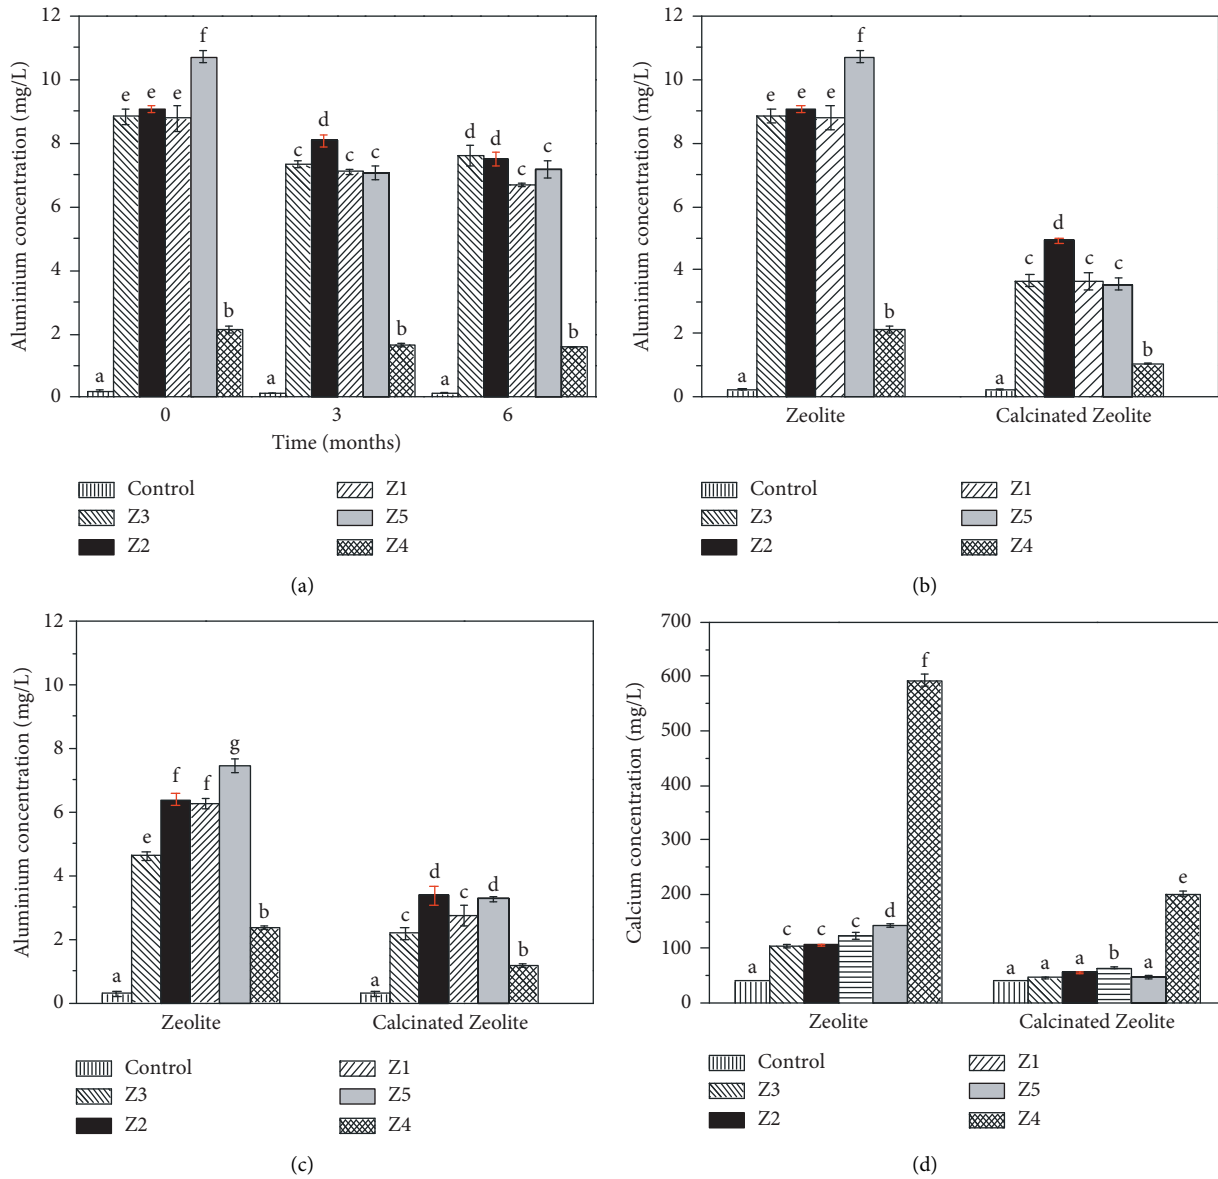 12
10
8
6
4
2
0
Aluminium concentration (mg/L)
a
e
e
e
f
b
a
c
d
c
c
b
a
d
d
c
c
b
0 3 6
Time (months)
Control Z1
Z3 Z5
Z2 Z4
(a)
12
10
8
6
4
2
0
Aluminium concentration (mg/L)
a
e
e
e
f
b
a
c
d
c
c
b
Zeolite Calcinated Zeolite
Control Z1
Z3 Z5
Z2 Z4
(b)
12
10
8
6
4
2
0
Aluminium concentration (mg/L)
a
e
f
f
g
b
a
c
d
c
d
b
Zeolite Calcinated Zeolite
Control Z1
Z3 Z5
Z2 Z4
(c)
700
600
500
400
300
200
100
0
Calcium concentration (mg/L)
a
c
c
c
d
f
a
a
a
b
a
e
Zeolite Calcinated Zeolite
Control Z1
Z3 Z5
Z2 Z4
(d)